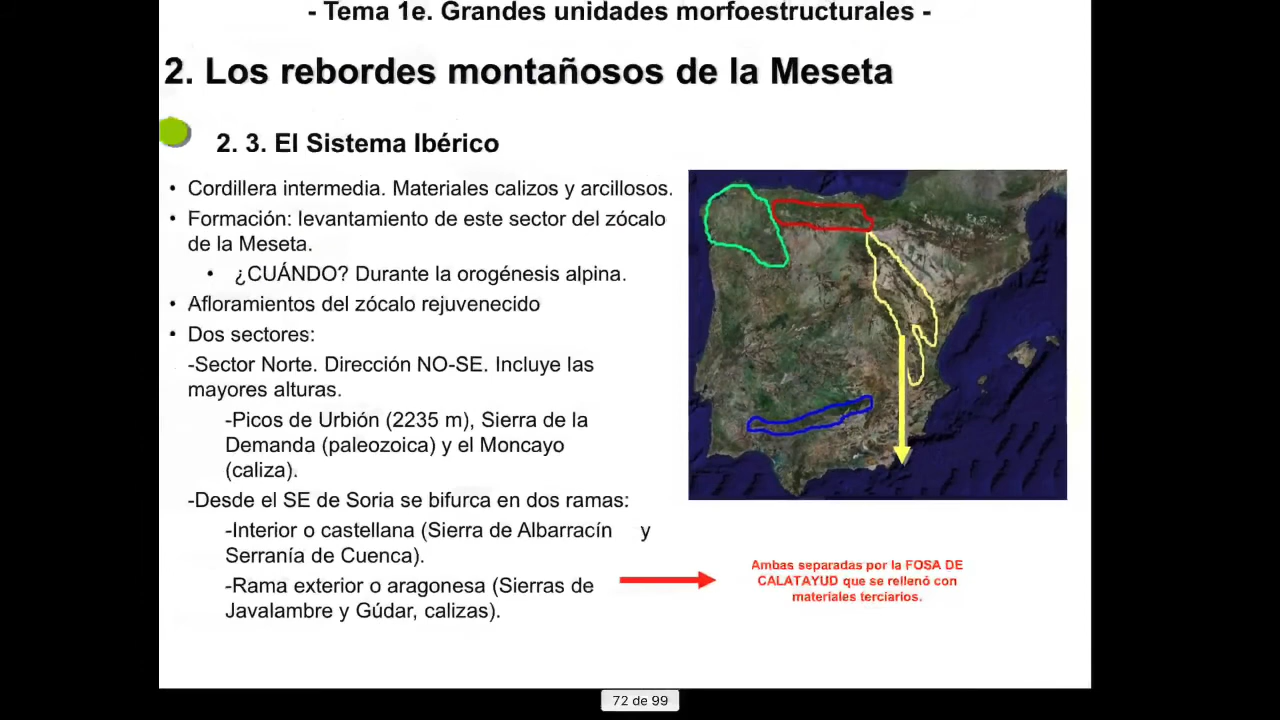 - Tema 1e. Grandes unidades morfoestructurales -
2. Los rebordes montañosos de la Meseta
2. 3. El Sistema Ibérico
• Cordillera intermedia. Materiales calizos y arcillosos.
• Formación: levantamiento de este sector del zócalo
de la Meseta.
• ¿CUÁNDO? Durante la orogénesis alpina.
• Afloramientos del zócalo rejuvenecido
• Dos sectores:
-Sector Norte. Dirección NO-SE. Incluye las
mayores alturas.
-Picos de Urbión (2235 m), Sierra de la
Demanda (paleozoica) y el Moncayo
(caliza).
-Desde el SE de Soria se bifurca en dos ramas:
-Interior o castellana (Sierra de Albarracín y
Serranía de Cuenca).
-Rama exterior o aragonesa (Sierras de
Javalambre y Gúdar, calizas).
Ambas separadas por la FOSA DE
CALATAYUD que se rellenó con
materiales terciarios.
72 de 99